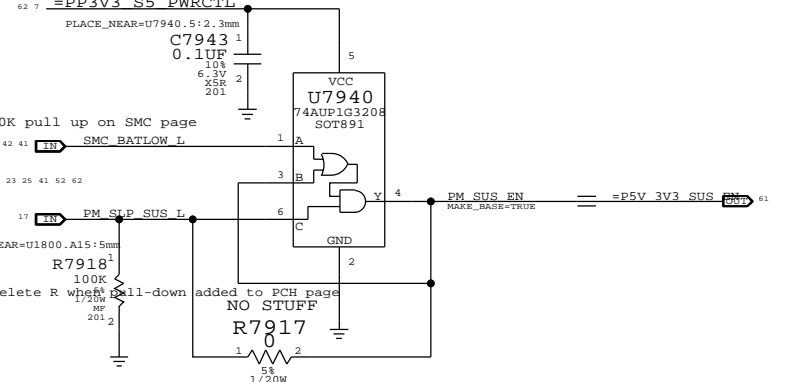 62 7 =PP3V3_S5_PWRCTL
PLACE_NEAR=U7940.5:2.3mm
C7943 1
0.1UF
10%
6.3V
X5R
201
2
5
VCC
U7940
74AUP1G3208
SOT891
0K pull up on SMC page
42 41 IN SMC_BATLOW_L 1 A
23 25 41 52 62
3 B
Y 4 PM_SUS_EN =P5V_3V3_SUS_EN OUT 61
MAKE_BASE=TRUE
17 IN PM_SLP_SUS_L 6 C
GND
2
EAR=U1800.A15:5mm
R7918 1
100K
5%
1/20W
MF
201 2
elete R when pull-down added to PCH page
NO STUFF
R7917
0
1 2
5%
1/20W